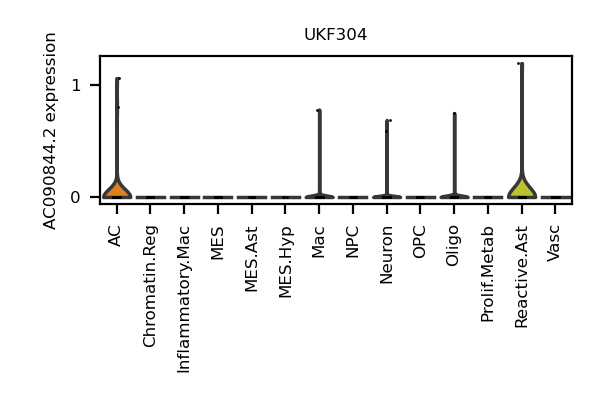 UKF304
AC090844.2 expression
1
0
AC
Chromatin.Reg
Inflammatory.Mac
MES
MES.Ast
MES.Hyp
Mac
NPC
Neuron
OPC
Oligo
Prolif.Metab
Reactive.Ast
Vasc